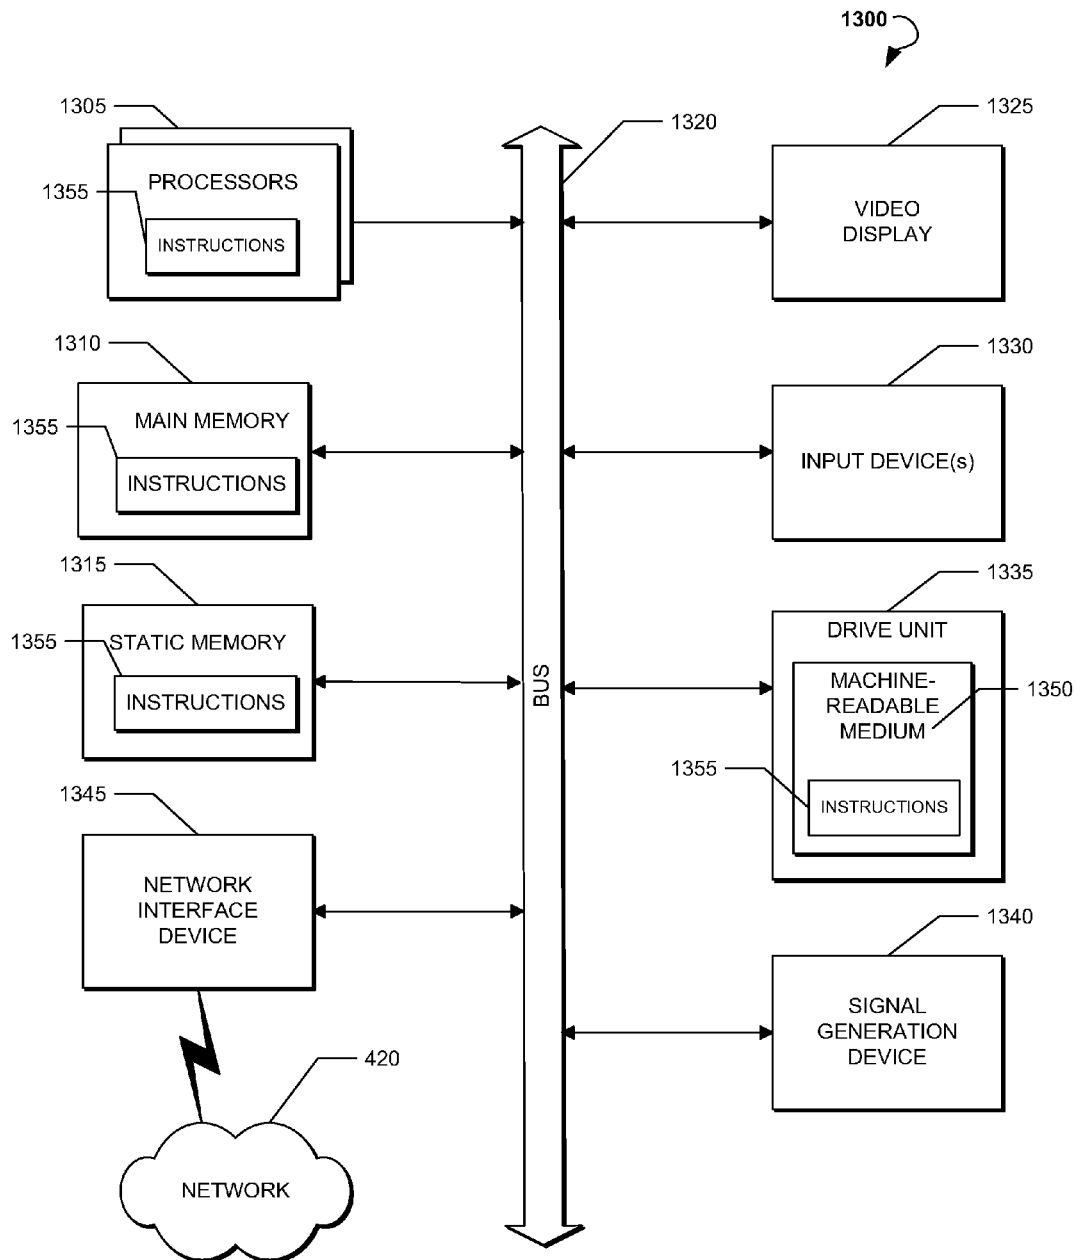 1300
1305
1320
1325
PROCESSORS
1355
INSTRUCTIONS
VIDEO
DISPLAY
1310
1330
MAIN MEMORY
1355
INSTRUCTIONS
INPUT DEVICE(s)
1315
1335
STATIC MEMORY
1355
INSTRUCTIONS
BUS
DRIVE UNIT
MACHINE-
READABLE
MEDIUM
1350
1355
INSTRUCTIONS
1345
NETWORK
INTERFACE
DEVICE
1340
SIGNAL
GENERATION
DEVICE
420
NETWORK